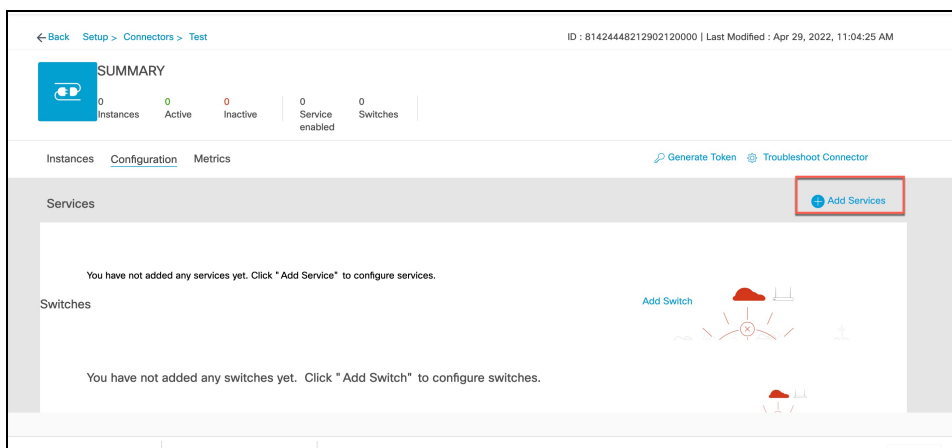 Back Setup > Connectors > Test
ID : 81424448212902120000 | Last Modified : Apr 29, 2022, 11:04:25 AM
SUMMARY
0 0 0 0 0
Instances Active Inactive Service enabled Switches
Instances Configuration Metrics
Generate Token Troubleshoot Connector
Services
Add Services
You have not added any services yet. Click " Add Service" to configure services.
Switches
Add Switch
You have not added any switches yet. Click " Add Switch" to configure switches.